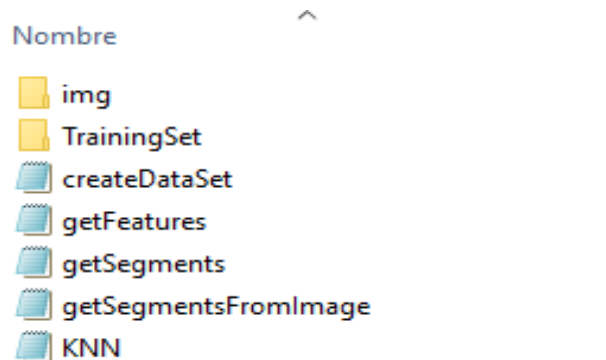 Nombre
img
TrainingSet
createDataSet
getFeatures
getSegments
getSegmentsFromImage
KNN